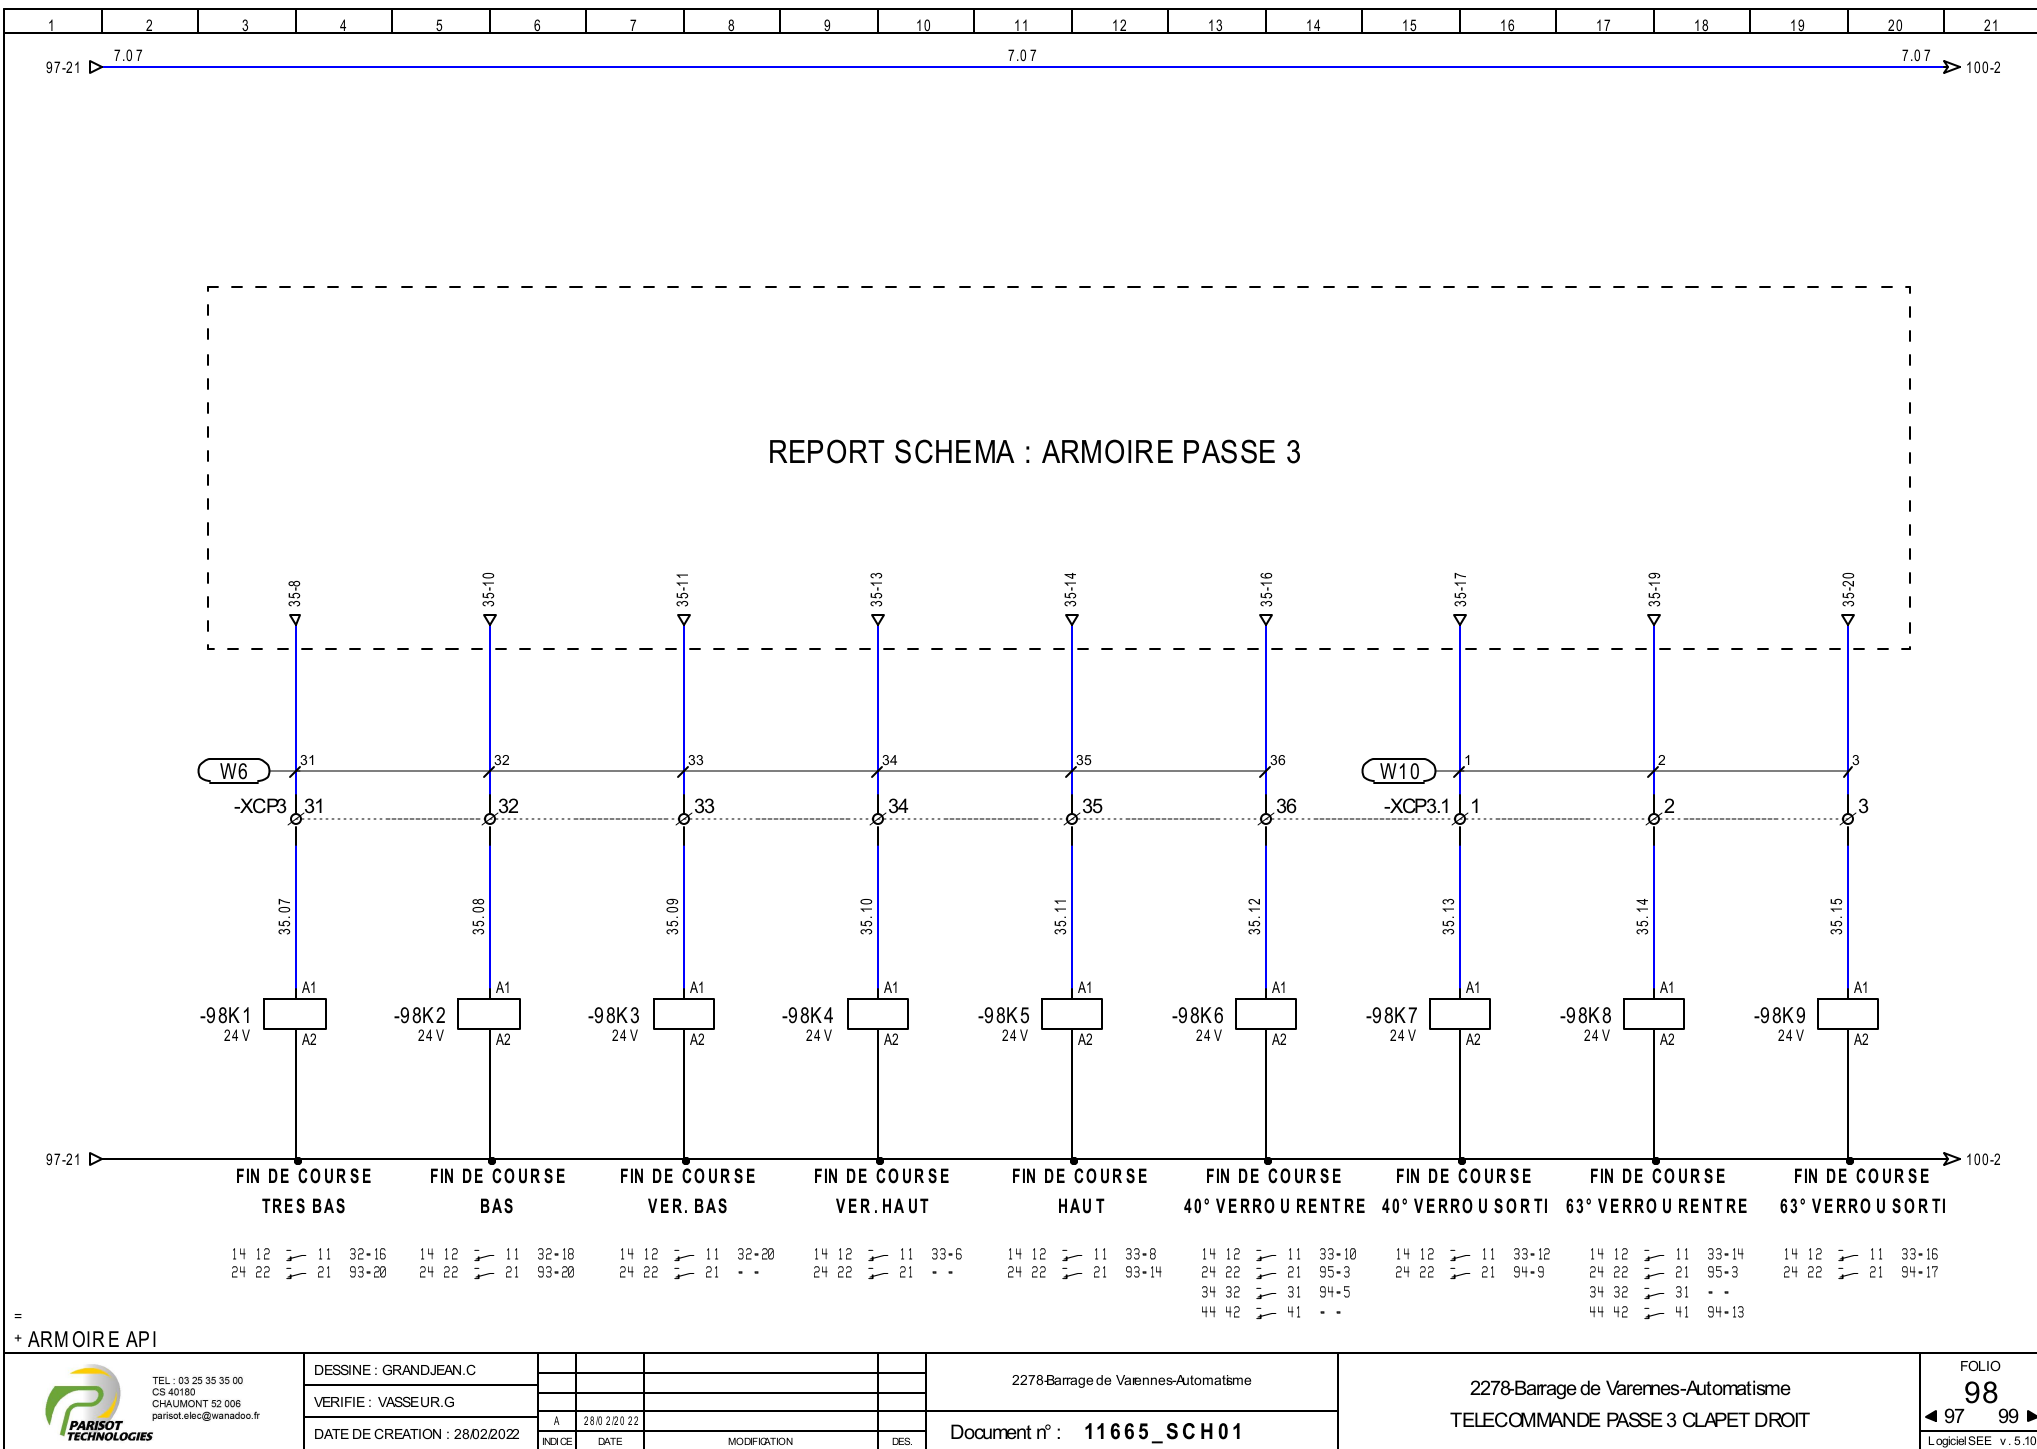 1 2 3 4 5 6 7 8 9 10 11 12 13 14 15 16 17 18 19 20 21
97-21 7.07 7.07 7.07 100-2
REPORT SCHEMA : ARMOIRE PASSE 3
35-8 35-10 35-11 35-13 35-14 35-16 35-17 35-19 35-20
W6 31 32 33 34 35 36 W10 1 2 3
-XCP3 31 32 33 34 35 36 -XCP3.1 1 2 3
35.07 35.08 35.09 35.10 35.11 35.12 35.13 35.14 35.15
A1 A1 A1 A1 A1 A1 A1 A1 A1
-98K1 -98K2 -98K3 -98K4 -98K5 -98K6 -98K7 -98K8 -98K9
24V 24V 24V 24V 24V 24V 24V 24V 24V
A2 A2 A2 A2 A2 A2 A2 A2 A2
97-21 100-2
FIN DE COURSE FIN DE COURSE FIN DE COURSE FIN DE COURSE FIN DE COURSE FIN DE COURSE FIN DE COURSE FIN DE COURSE FIN DE COURSE
TRES BAS BAS VER. BAS VER. HAUT HAUT 40° VERROU RENTRE 40° VERROU SORTI 63° VERROU RENTRE 63° VERROU SORTI
14 12 11 32-16 14 12 11 32-18 14 12 11 32-20 14 12 11 33-6 14 12 11 33-8 14 12 11 33-10 14 12 11 33-12 14 12 11 33-14 14 12 11 33-16
24 22 21 93-20 24 22 21 93-20 24 22 21 - - 24 22 21 - - 24 22 21 93-14 24 22 21 95-3 24 22 21 94-9 24 22 21 95-3 24 22 21 94-17
34 32 31 94-5 34 32 31 - -
44 42 41 - - 44 42 41 94-13
=
+ ARMOIRE API
PARISOT
TECHNOLOGIES
TEL : 03 25 35 35 00
CS 40180
CHAUMONT 52 006
parisot.elec@wanadoo.fr
DESSINE : GRANDJEAN.C
VERIFIE : VASSEUR.G
DATE DE CREATION : 28/02/2022
A 28/02/2022
INDICE DATE MODIFICATION DES.
2278-Barrage de Varennes-Automatisme
Document n° : 11665_SCH01
2278-Barrage de Varennes-Automatisme
TELECOMMANDE PASSE 3 CLAPET DROIT
FOLIO
98
97 99
Logiciel SEE v.5.10